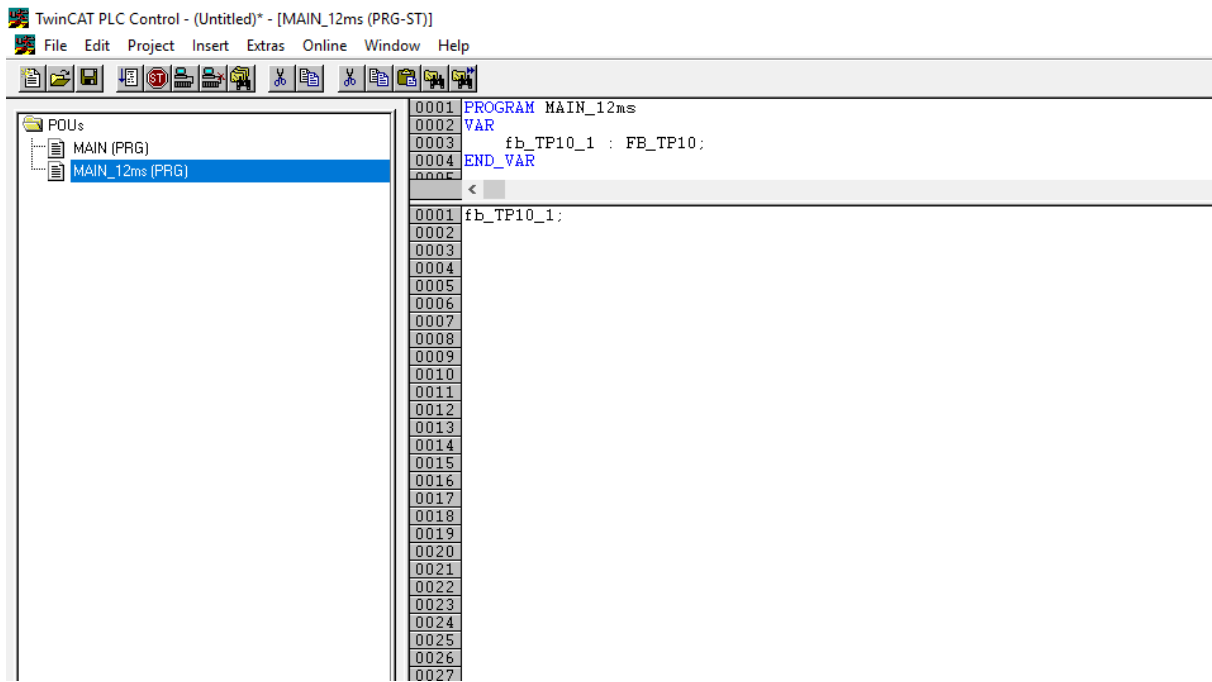 TwinCAT PLC Control - (Untitled)* - [MAIN_12ms (PRG-ST)]
File Edit Project Insert Extras Online Window Help
POUs
MAIN (PRG)
MAIN_12ms (PRG)
0001 PROGRAM MAIN_12ms
0002 VAR
0003 fb_TP10_1 : FB_TP10;
0004 END_VAR
0005
0001 fb_TP10_1;
0002
0003
0004
0005
0006
0007
0008
0009
0010
0011
0012
0013
0014
0015
0016
0017
0018
0019
0020
0021
0022
0023
0024
0025
0026
0027